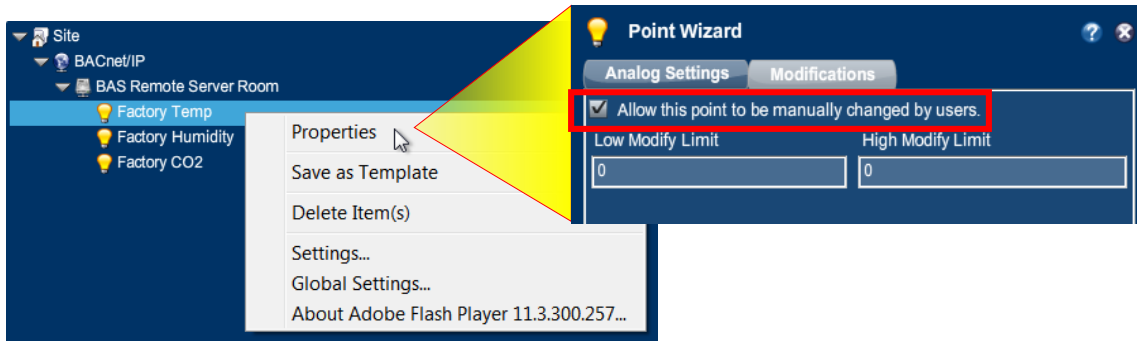 Site
BACnet/IP
BAS Remote Server Room
Factory Temp
Factory Humidity
Factory CO2
Properties
Save as Template
Delete Item(s)
Settings...
Global Settings...
About Adobe Flash Player 11.3.300.257...
Point Wizard
Analog Settings Modifications
Allow this point to be manually changed by users.
Low Modify Limit High Modify Limit
0 0